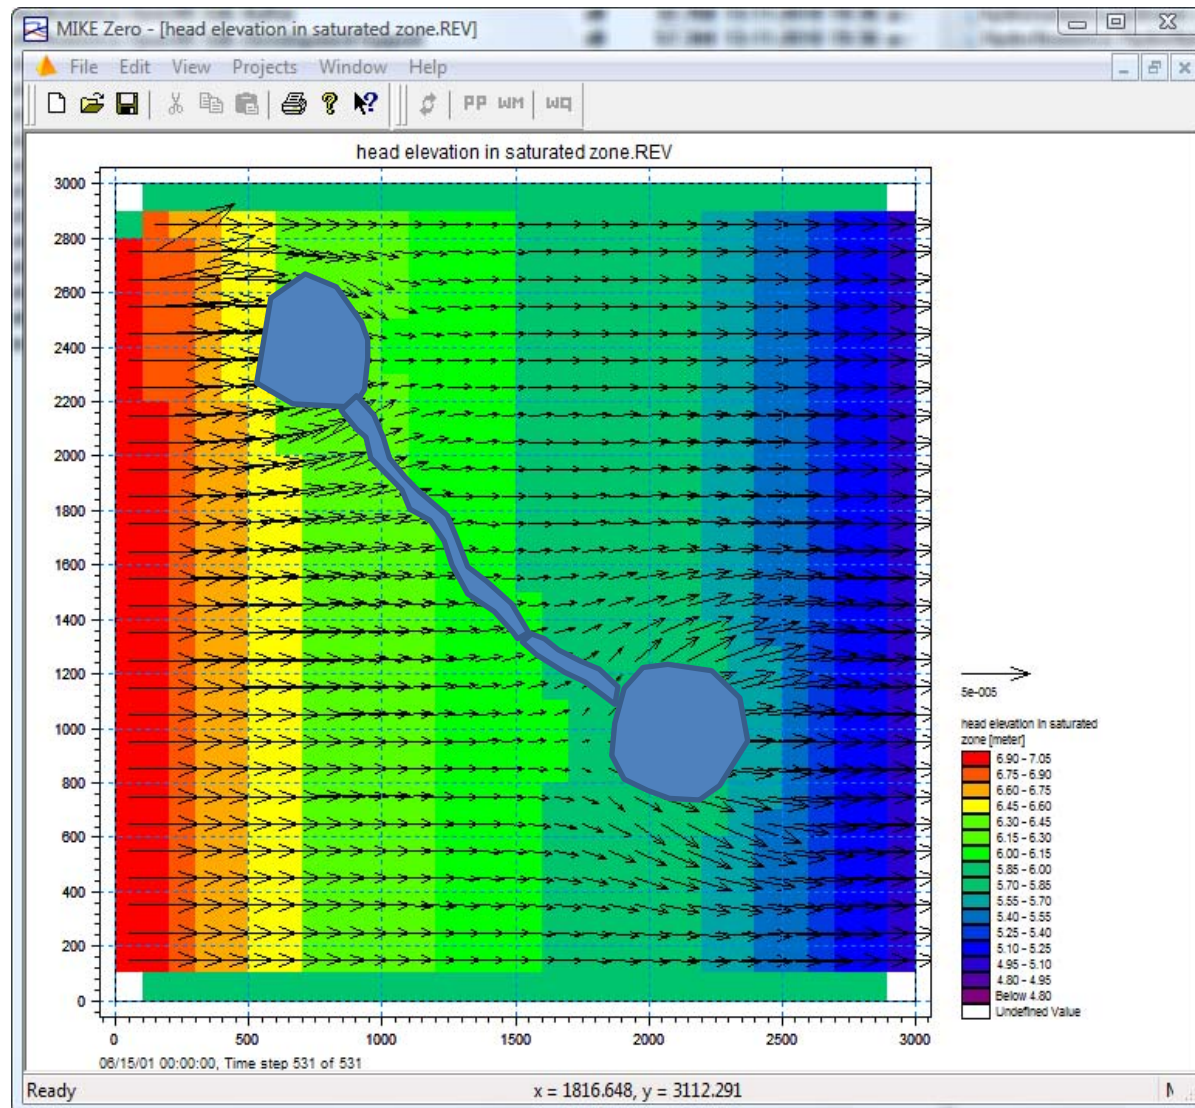 MIKE Zero - [head elevation in saturated zone.REV]
File Edit View Projects Window Help
PP WM WQ
head elevation in saturated zone.REV
3000
2800
2600
2400
2200
2000
1800
1600
1400
1200
1000
800
600
400
200
0
0 500 1000 1500 2000 2500 3000
06/15/01 00:00:00, Time step 531 of 531
5e-005
head elevation in saturated
zone [meter]
6.90 - 7.05
6.75 - 6.90
6.60 - 6.75
6.45 - 6.60
6.30 - 6.45
6.15 - 6.30
6.00 - 6.15
5.85 - 6.00
5.70 - 5.85
5.55 - 5.70
5.40 - 5.55
5.25 - 5.40
5.10 - 5.25
4.95 - 5.10
4.80 - 4.95
Below 4.80
Undefined Value
Ready x = 1816.648, y = 3112.291